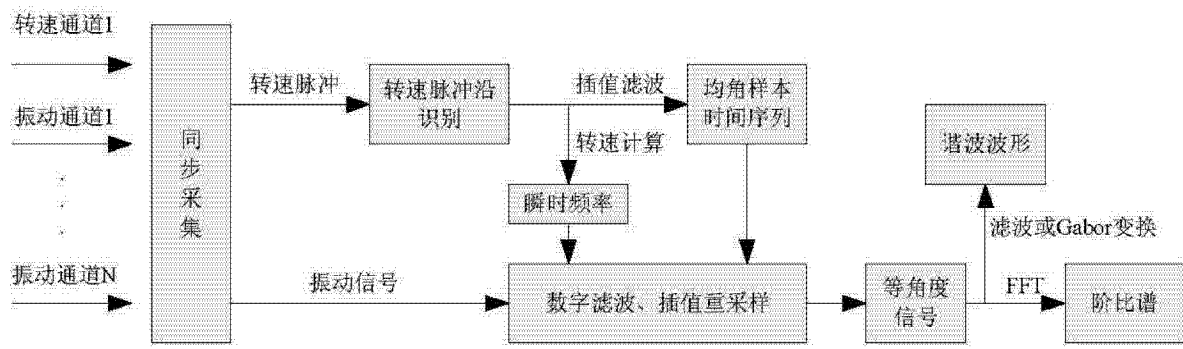 转速通道1
振动通道1
振动通道N
同
步
采
集
转速脉冲
转速脉冲沿
识别
插值滤波
转速计算
均角样本
时间序列
瞬时频率
振动信号
数字滤波、插值重采样
等角度
信号
谐波波形
滤波或Gabor变换
FFT
阶比谱